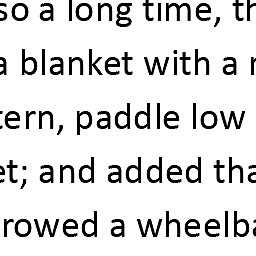 so a long time, th
a blanket with a r
tern, paddle low
et; and added tha
rowed a wheelba